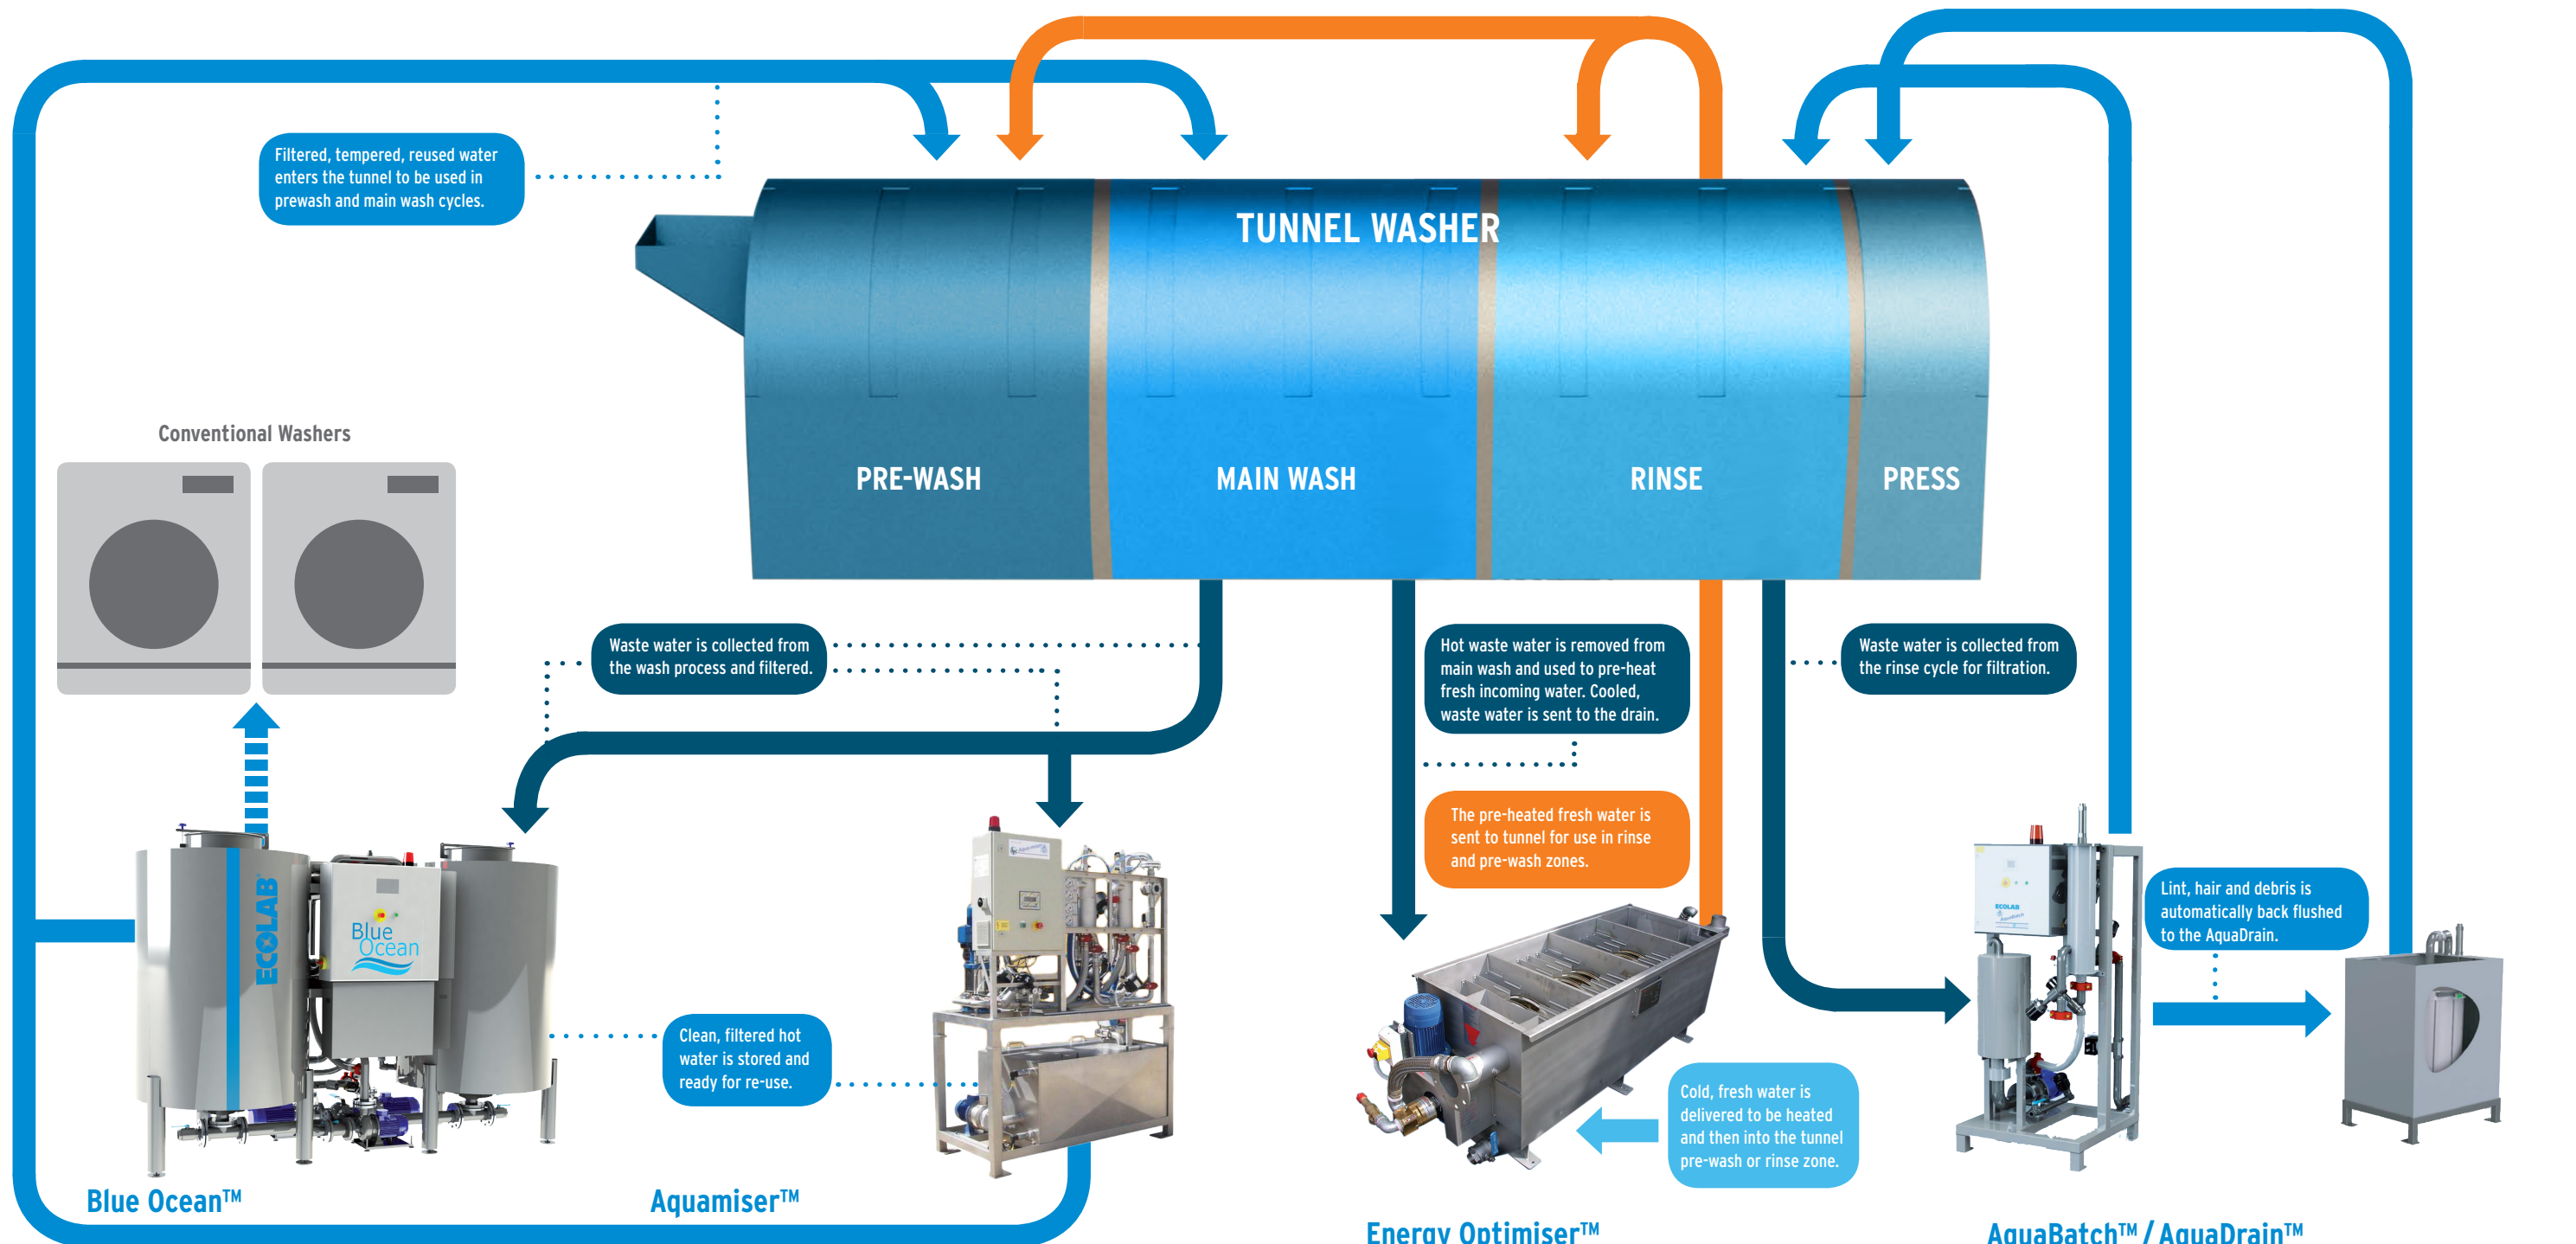 Filtered, tempered, reused water
enters the tunnel to be used in
prewash and main wash cycles.
TUNNEL WASHER
PRE-WASH
MAIN WASH
RINSE
PRESS
Conventional Washers
Waste water is collected from
the wash process and filtered.
Hot waste water is removed from
main wash and used to pre-heat
fresh incoming water. Cooled,
waste water is sent to the drain.
Waste water is collected from
the rinse cycle for filtration.
The pre-heated fresh water is
sent to tunnel for use in rinse
and pre-wash zones.
Lint, hair and debris is
automatically back flushed
to the AquaDrain.
ECOLAB
Blue
Ocean
ECOLAB
Clean, filtered hot
water is stored and
ready for re-use.
Cold, fresh water is
delivered to be heated
and then into the tunnel
pre-wash or rinse zone.
Blue Ocean™
Aquamiser™
Energy Optimiser™
AquaBatch™ / AquaDrain™